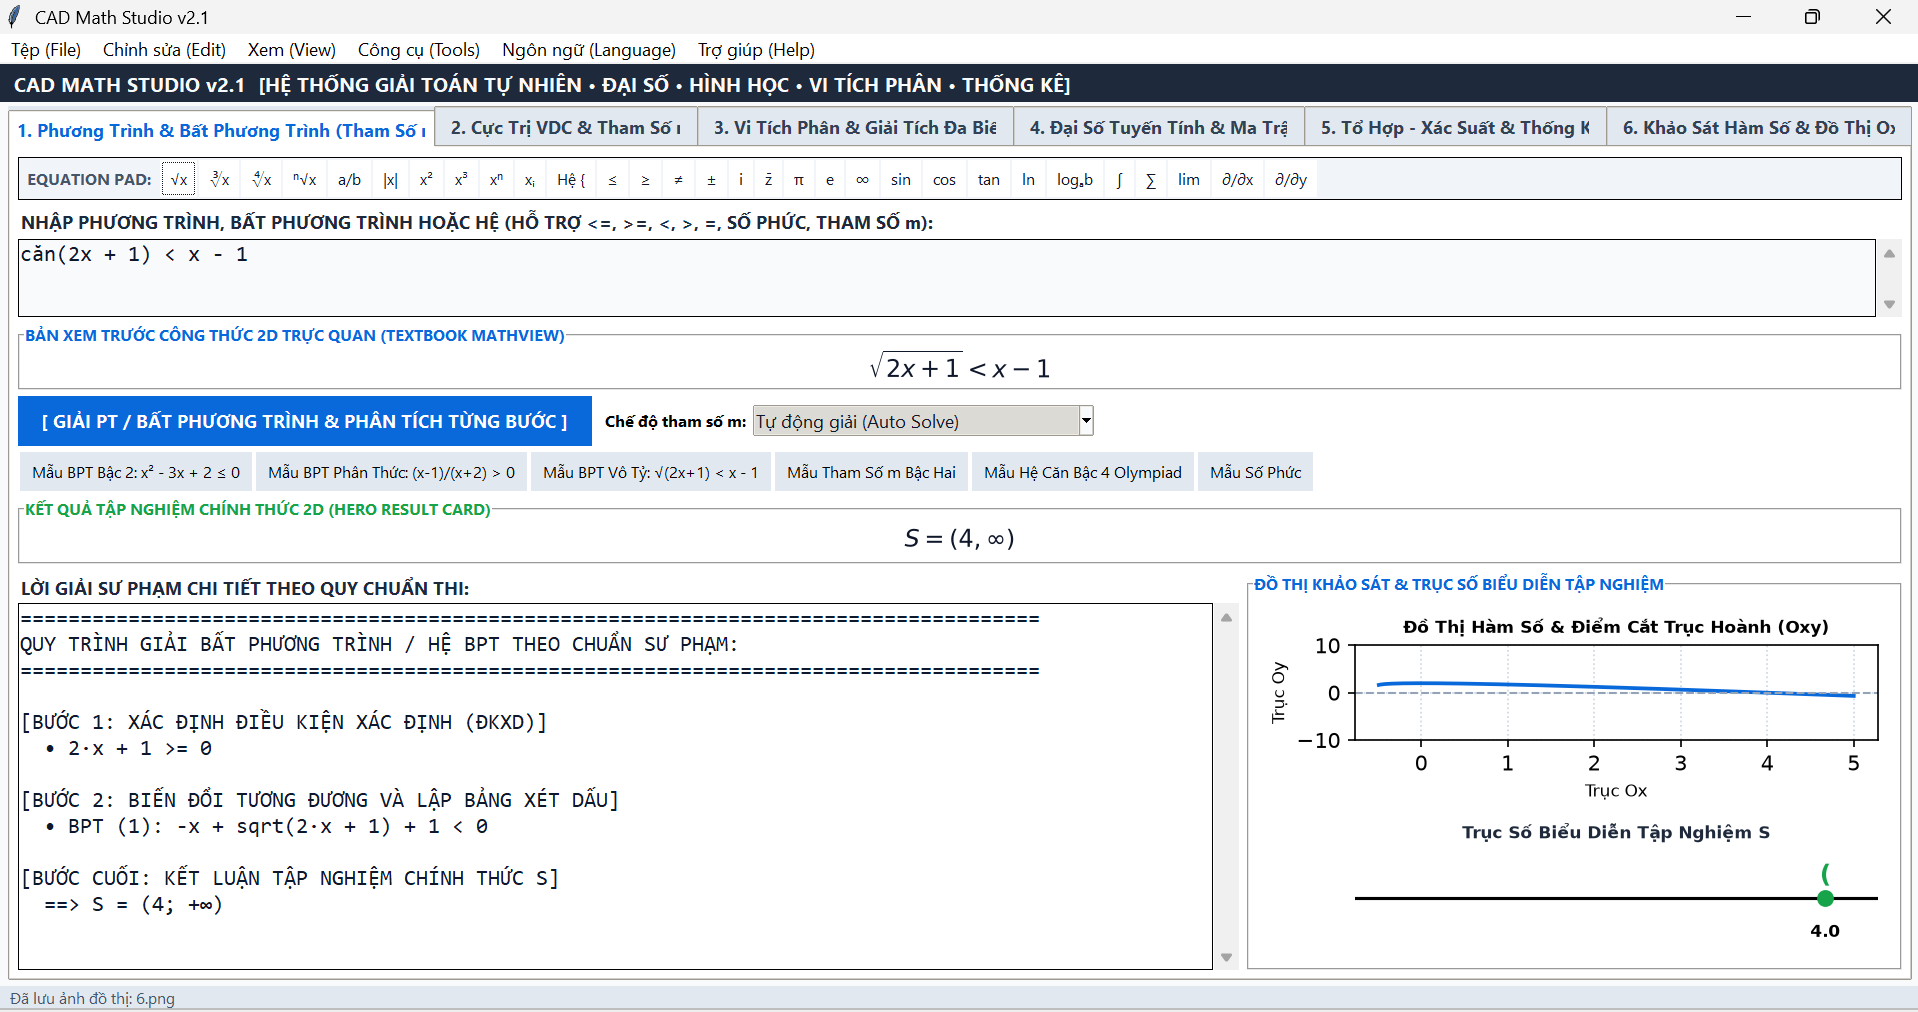 CAD Math Studio v2.1
Tệp (File) Chỉnh sửa (Edit) Xem (View) Công cụ (Tools) Ngôn ngữ (Language) Trợ giúp (Help)
CAD MATH STUDIO v2.1 [HỆ THỐNG GIẢI TOÁN TỰ NHIÊN • ĐẠI SỐ • HÌNH HỌC • VI TÍCH PHÂN • THỐNG KÊ]
1. Phương Trình & Bất Phương Trình (Tham Số 2. Cực Trị VDC & Tham Số 3. Vi Tích Phân & Giải Tích Đa Biế 4. Đại Số Tuyến Tính & Ma Trậ 5. Tổ Hợp - Xác Suất & Thống K 6. Khảo Sát Hàm Số & Đồ Thị Ox
EQUATION PAD: √x ∛x ∜x ⁿ√x a/b |x| x² x³ xⁿ xᵢ Hệ { ≤ ≥ ≠ ± i z̄ π e ∞ sin cos tan ln logₐb ∫ ∑ lim ∂/∂x ∂/∂y
NHẬP PHƯƠNG TRÌNH, BẤT PHƯƠNG TRÌNH HOẶC HỆ (HỖ TRỢ <=, >=, <, >, =, SỐ PHỨC, THAM SỐ m):
căn(2x + 1) < x - 1
BẢN XEM TRƯỚC CÔNG THỨC 2D TRỰC QUAN (TEXTBOOK MATHVIEW)
√2x + 1 < x − 1
[ GIẢI PT / BẤT PHƯƠNG TRÌNH & PHÂN TÍCH TỪNG BƯỚC ] Chế độ tham số m: Tự động giải (Auto Solve)
Mẫu BPT Bậc 2: x² - 3x + 2 ≤ 0 Mẫu BPT Phân Thức: (x-1)/(x+2) > 0 Mẫu BPT Vô Tỷ: √(2x+1) < x - 1 Mẫu Tham Số m Bậc Hai Mẫu Hệ Căn Bậc 4 Olympiad Mẫu Số Phức
KẾT QUẢ TẬP NGHIỆM CHÍNH THỨC 2D (HERO RESULT CARD)
S = (4, ∞)
LỜI GIẢI SƯ PHẠM CHI TIẾT THEO QUY CHUẨN THI:
=====================================================================================
QUY TRÌNH GIẢI BẤT PHƯƠNG TRÌNH / HỆ BPT THEO CHUẨN SƯ PHẠM:
=====================================================================================
[BƯỚC 1: XÁC ĐỊNH ĐIỀU KIỆN XÁC ĐỊNH (ĐKXD)]
• 2·x + 1 >= 0
[BƯỚC 2: BIẾN ĐỔI TƯƠNG ĐƯƠNG VÀ LẬP BẢNG XÉT DẤU]
• BPT (1): -x + sqrt(2·x + 1) + 1 < 0
[BƯỚC CUỐI: KẾT LUẬN TẬP NGHIỆM CHÍNH THỨC S]
==> S = (4; +∞)
ĐỒ THỊ KHẢO SÁT & TRỤC SỐ BIỂU DIỄN TẬP NGHIỆM
Đồ Thị Hàm Số & Điểm Cắt Trục Hoành (Oxy)
Trục Oy
10
0
−10
0 1 2 3 4 5
Trục Ox
Trục Số Biểu Diễn Tập Nghiệm S
(
4.0
Đã lưu ảnh đồ thị: 6.png